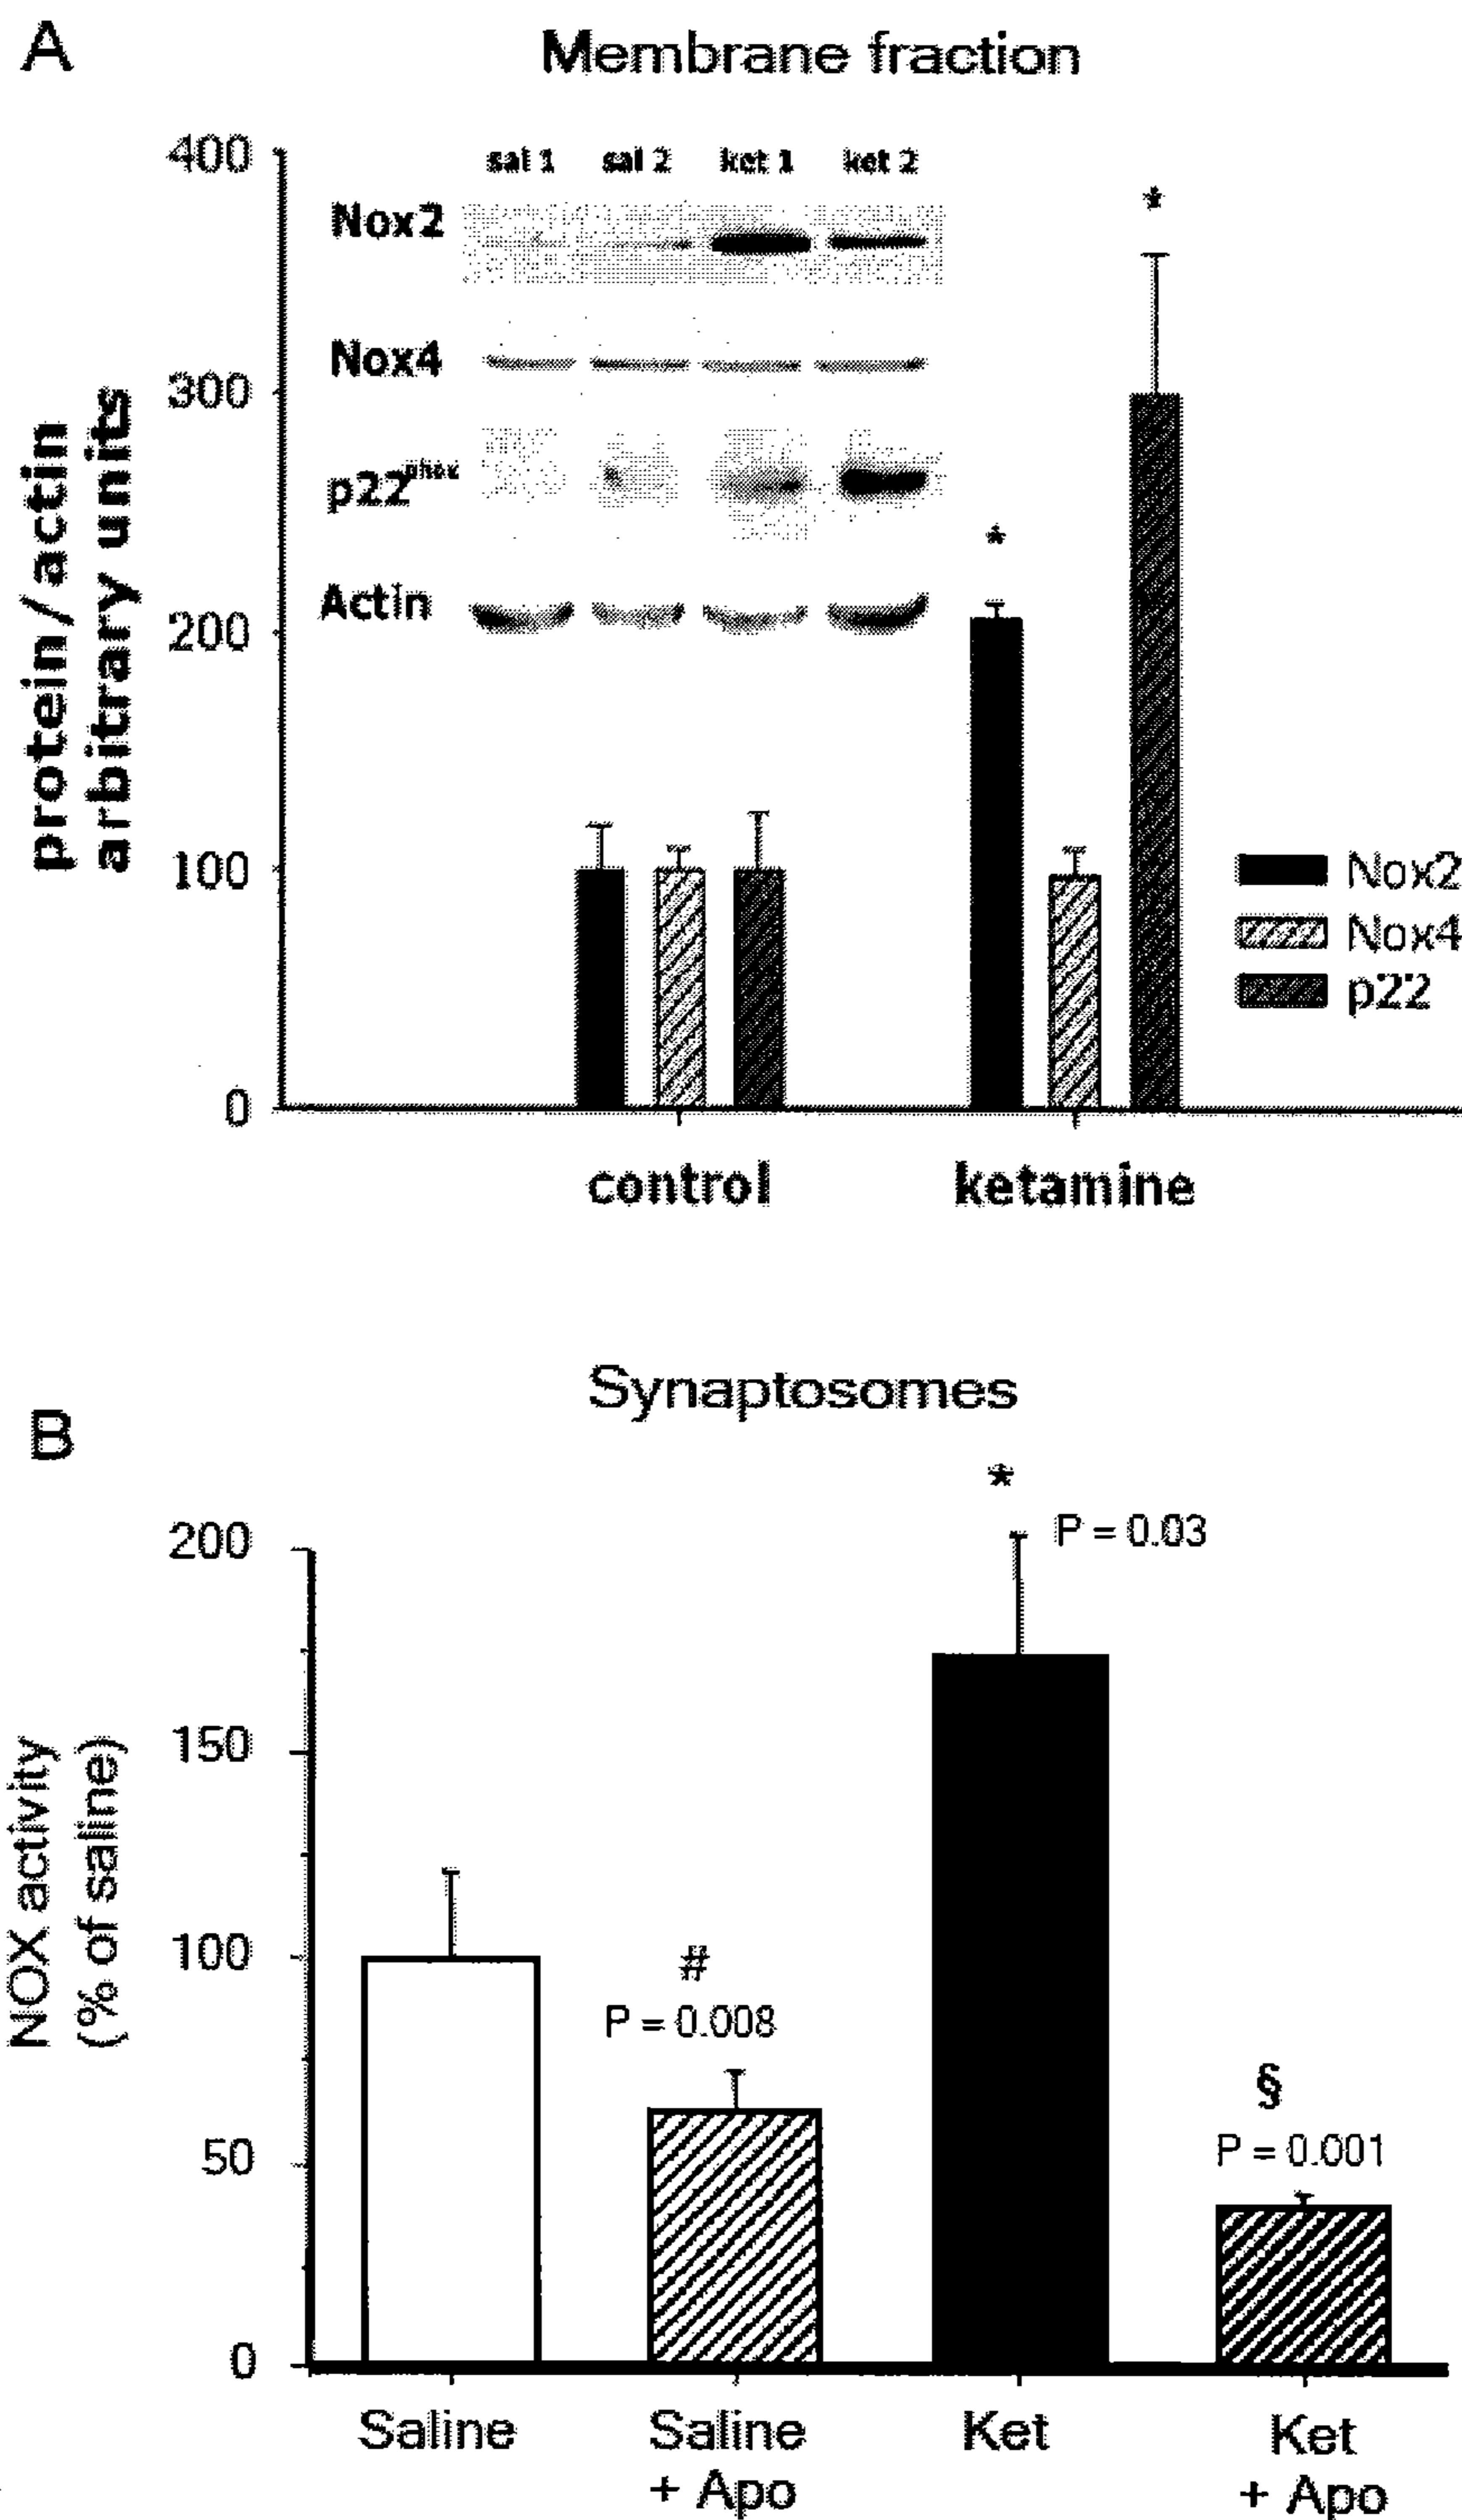 A
Membrane fraction
400
300
200
100
0
protein/actin
arbitrary units
sal 1 sal 2 ket 1 ket 2
Nox2
Nox4
p22phox
Actin
*
*
Nox2
Nox4
p22
control ketamine
Synaptosomes
B
200
150
100
50
0
NOX activity
(% of saline)
*
P = 0.03
#
P = 0.008
§
P = 0.001
Saline Saline Ket Ket
+ Apo + Apo